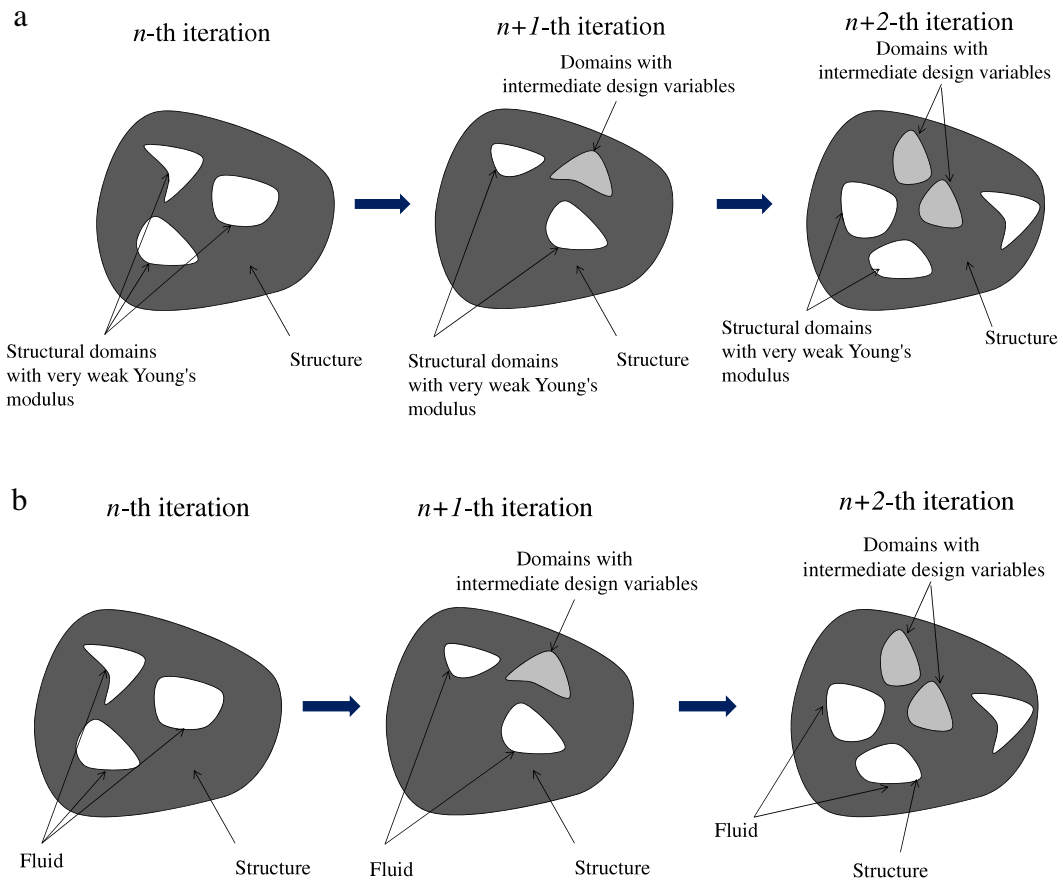 a
n-th iteration
n+1-th iteration
n+2-th iteration
Domains with
intermediate design variables
Domains with
intermediate design variables
Structural domains
with very weak Young's
modulus
Structure
Structural domains
with very weak Young's
modulus
Structure
Structural domains
with very weak Young's
modulus
Structure
b
n-th iteration
n+1-th iteration
n+2-th iteration
Domains with
intermediate design variables
Domains with
intermediate design variables
Fluid
Structure
Fluid
Structure
Fluid
Structure